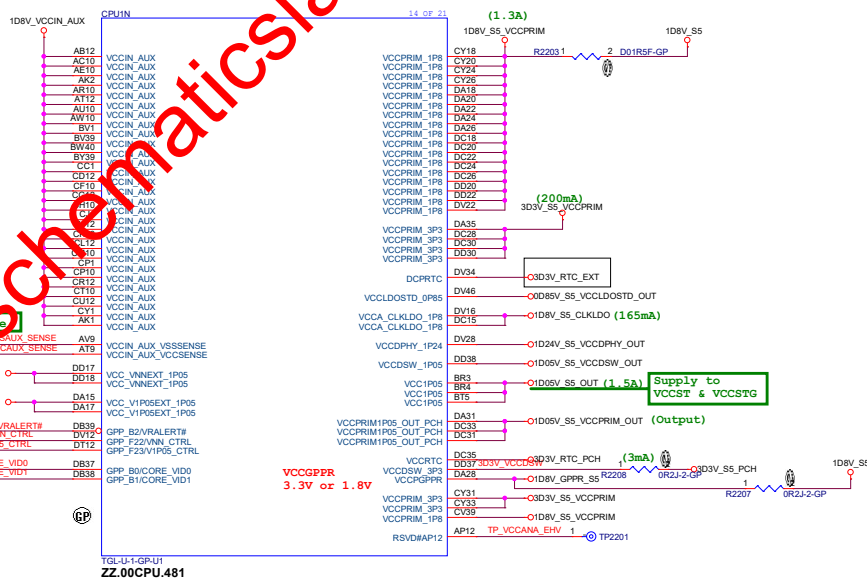 CPU1N
14 OF 21
(1.3A)
1D8V_VCCIN_AUX
1D8V_S5_VCCPRIM
1D8V_S5
R2203 1 2 D01R5F-GP
AB12 VCCIN_AUX
AC10 VCCIN_AUX
AE10 VCCIN_AUX
AK2 VCCIN_AUX
AR10 VCCIN_AUX
AT12 VCCIN_AUX
AU10 VCCIN_AUX
AW10 VCCIN_AUX
BV1 VCCIN_AUX
BV39 VCCIN_AUX
BW40 VCCIN_AUX
BY39 VCCIN_AUX
CC1 VCCIN_AUX
CD12 VCCIN_AUX
CF10 VCCIN_AUX
VCCIN_AUX
VCCIN_AUX
VCCIN_AUX
VCCIN_AUX
CL12 VCCIN_AUX
VCCIN_AUX
CP1 VCCIN_AUX
CP10 VCCIN_AUX
CR12 VCCIN_AUX
CT10 VCCIN_AUX
CU12 VCCIN_AUX
CY1 VCCIN_AUX
AK1 VCCIN_AUX
AV9 VCCIN_AUX_VSSSENSE
AT9 VCCIN_AUX_VCCSENSE
DD17 VCC_VNNEXT_1P05
DD18 VCC_VNNEXT_1P05
DA15 VCC_V1P05EXT_1P05
DA17 VCC_V1P05EXT_1P05
VRALERT# DB39 GPP_B2/VRALERT#
DV12 GPP_F22/VNN_CTRL
DT12 GPP_F23/V1P05_CTRL
DB37 GPP_B0/CORE_VID0
DB38 GPP_B1/CORE_VID1
VCCPRIM_1P8 CY18
VCCPRIM_1P8 CY20
VCCPRIM_1P8 CY24
VCCPRIM_1P8 CY26
VCCPRIM_1P8 DA18
VCCPRIM_1P8 DA20
VCCPRIM_1P8 DA22
VCCPRIM_1P8 DA24
VCCPRIM_1P8 DA26
VCCPRIM_1P8 DC18
VCCPRIM_1P8 DC20
VCCPRIM_1P8 DC22
VCCPRIM_1P8 DC24
VCCPRIM_1P8 DC26
VCCPRIM_1P8 DD20
VCCPRIM_1P8 DD22
VCCPRIM_1P8 DV22
(200mA)
3D3V_S5_VCCPRIM
VCCPRIM_3P3 DA35
VCCPRIM_3P3 DC28
VCCPRIM_3P3 DC30
VCCPRIM_3P3 DD30
DCPRTC DV34 3D3V_RTC_EXT
VCCLDOSTD_0P85 DV46 0D85V_S5_VCCLDOSTD_OUT
VCCA_CLKLDO_1P8 DV16 1D8V_S5_CLKLDO (165mA)
VCCA_CLKLDO_1P8 DC15
VCCDPHY_1P24 DV28 1D24V_S5_VCCDPHY_OUT
VCCDSW_1P05 DD38 1D05V_S5_VCCDSW_OUT
VCC1P05 BR3 1D05V_S5_OUT (1.5A)
VCC1P05 BR4
VCC1P05 BT5
Supply to
VCCST & VCCSTG
VCCPRIM1P05_OUT_PCH DA31 1D05V_S5_VCCPRIM_OUT (Output)
VCCPRIM1P05_OUT_PCH DC33
VCCPRIM1P05_OUT_PCH DC31
VCCRTC DC35 3D3V_RTC_PCH (3mA)
VCCDSW_3P3 DD37 3D3V_VCCDSW R2208 1 0R2J-2-GP 3D3V_S5_PCH
VCCPGPPR DA28 1D8V_GPPR_S5
R2207 1 0R2J-2-GP
VCCPRIM_3P3 CY31 3D3V_S5_VCCPRIM
VCCPRIM_3P3 CY33
VCCPRIM_1P8 CV39 1D8V_S5_VCCPRIM
RSVD#AP12 AP12 TP_VCCANA_EHV 1 TP2201
VCCGPPR
3.3V or 1.8V
GP
TGL-U-1-GP-U1
ZZ.00CPU.481